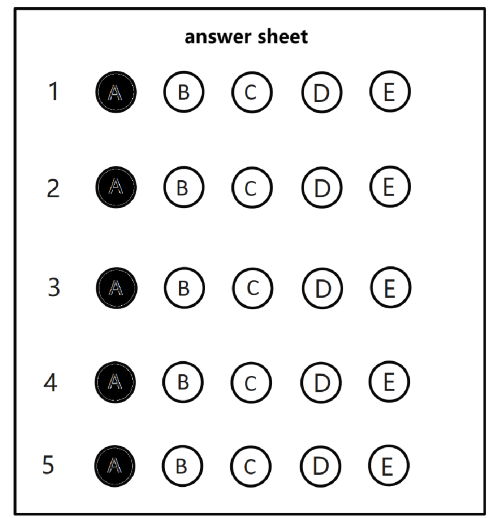 answer sheet
1 A B C D E
2 A B C D E
3 A B C D E
4 A B C D E
5 A B C D E